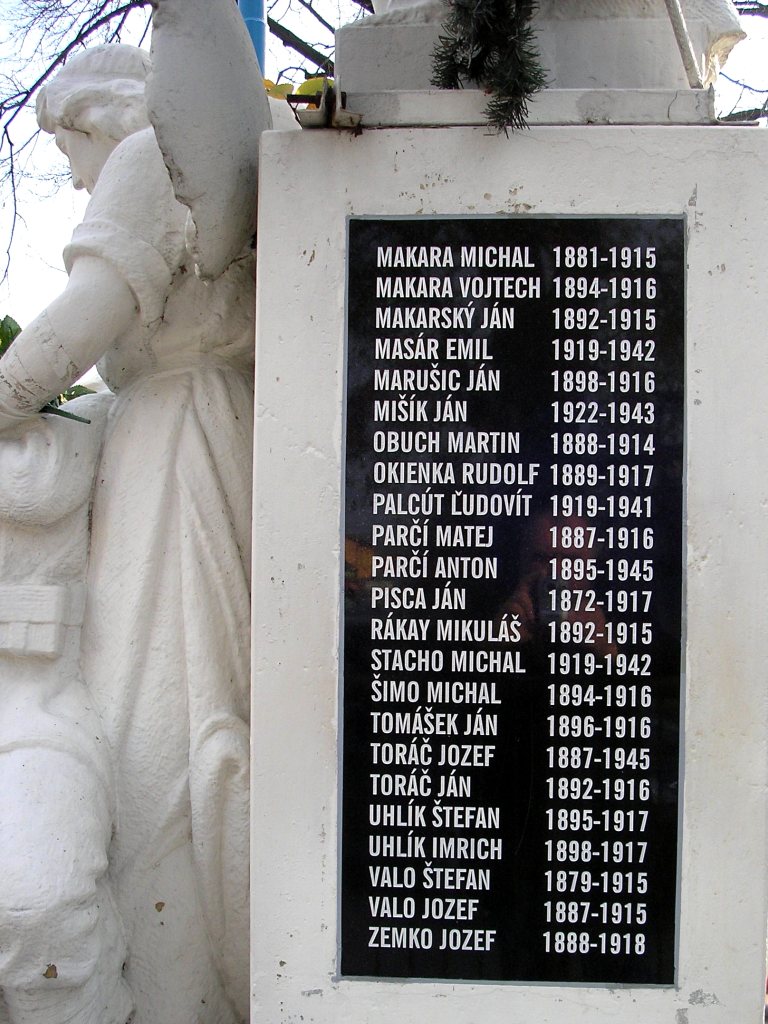 MAKARA MICHAL 1881-1915
MAKARA VOJTECH 1894-1916
MAKARSKÝ JÁN 1892-1915
MASÁR EMIL 1919-1942
MARUŠIC JÁN 1898-1916
MIŠÍK JÁN 1922-1943
OBUCH MARTIN 1888-1914
OKIENKA RUDOLF 1889-1917
PALCÚT ĽUDOVÍT 1919-1941
PARČÍ MATEJ 1887-1916
PARČÍ ANTON 1895-1945
PISCA JÁN 1872-1917
RÁKAY MIKULÁŠ 1892-1915
STACHO MICHAL 1919-1942
ŠIMO MICHAL 1894-1916
TOMÁŠEK JÁN 1896-1916
TORÁČ JOZEF 1887-1945
TORÁČ JÁN 1892-1916
UHLÍK ŠTEFAN 1895-1917
UHLÍK IMRICH 1898-1917
VALO ŠTEFAN 1879-1915
VALO JOZEF 1887-1915
ZEMKO JOZEF 1888-1918